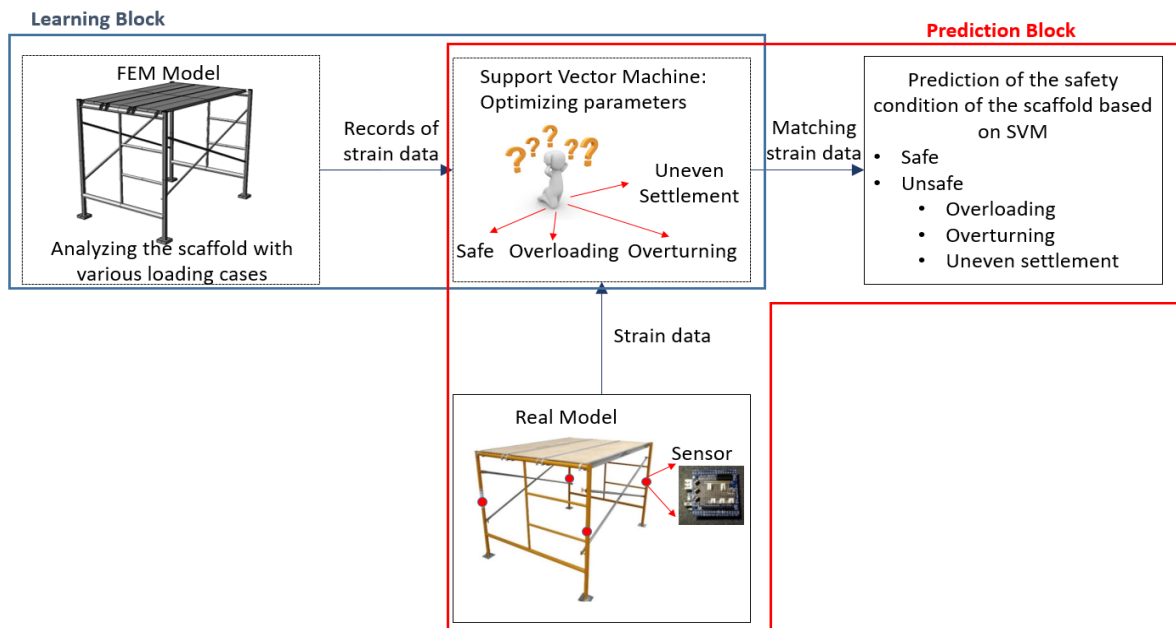 Learning Block
Prediction Block
FEM Model
Analyzing the scaffold with
various loading cases
Records of
strain data
Support Vector Machine:
Optimizing parameters
? ? ? ? ?
Uneven
Settlement
Safe Overloading Overturning
Matching
strain data
Prediction of the safety
condition of the scaffold based
on SVM
• Safe
• Unsafe
• Overloading
• Overturning
• Uneven settlement
Strain data
Real Model
Sensor